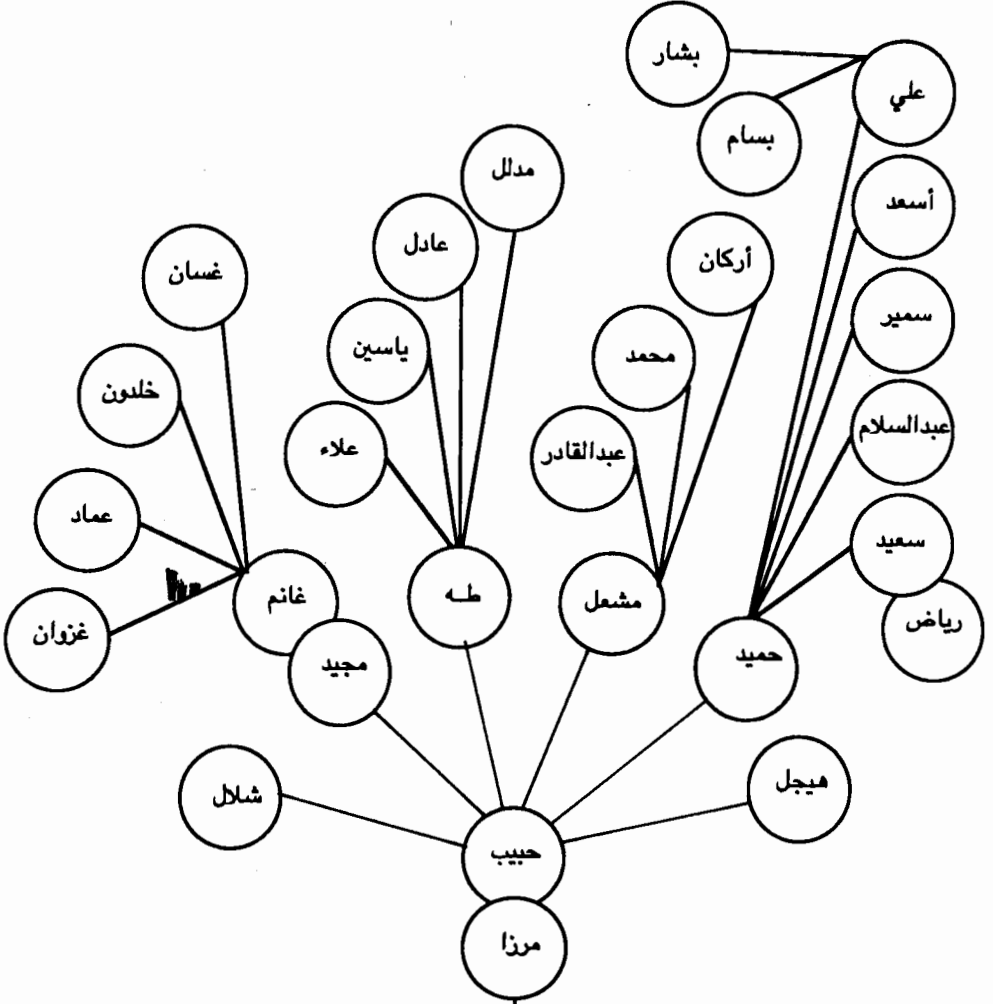 بشار
علي
بسام
مدلل
أسعد
عادل
أركان
غسان
سمير
ياسين
محمد
خلدون
عبدالسلام
علاء
عبدالقادر
عماد
سعيد
غانم
طـه
مشعل
رياض
غزوان
مجيد
حميد
هيجل
شلال
حبيب
مرزا